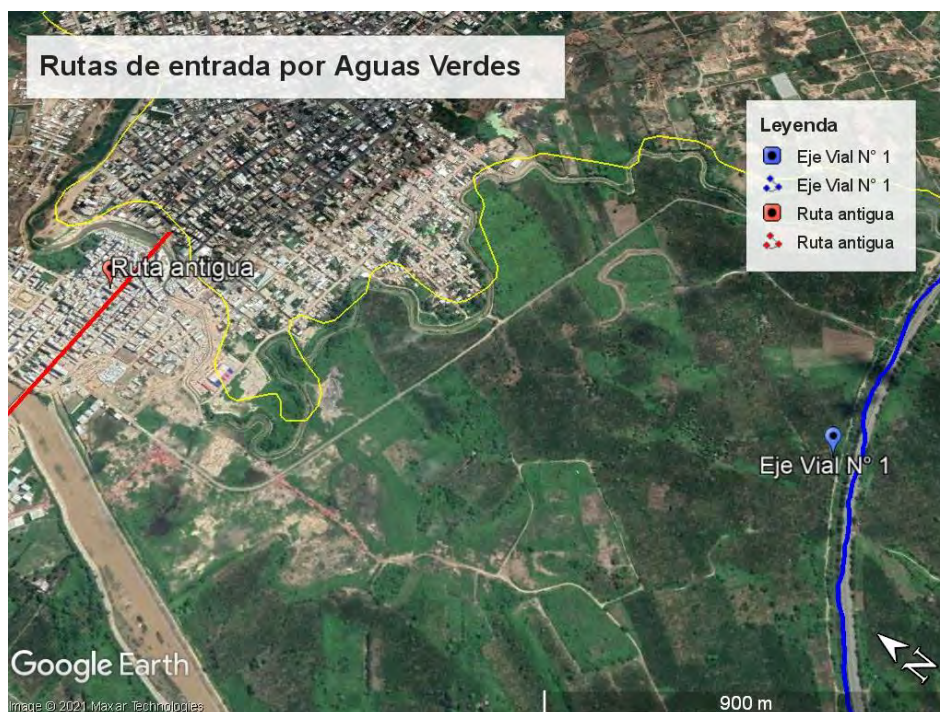 Rutas de entrada por Aguas Verdes
Leyenda
Eje Vial N° 1
Eje Vial N° 1
Ruta antigua
Ruta antigua
Ruta antigua
Eje Vial N° 1
N
Google Earth
900 m
Image © 2021 Maxar Technologies